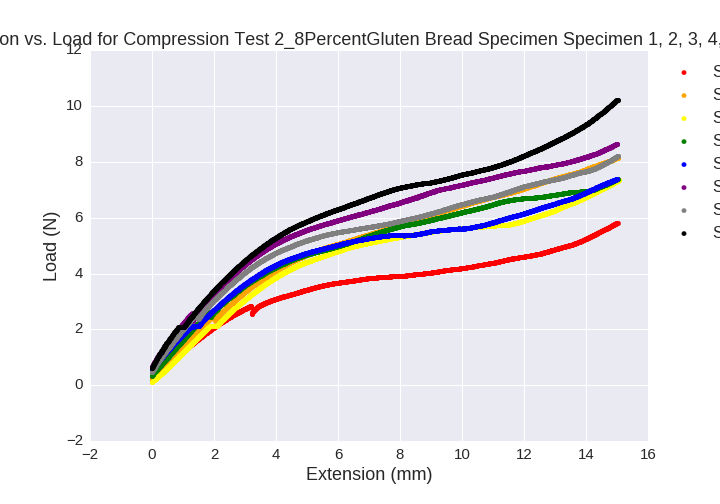 on vs. Load for Compression Test 2_8PercentGluten Bread Specimen Specimen 1, 2, 3, 4,
12
10
8
6
4
2
0
−2
Load (N)
−2 0 2 4 6 8 10 12 14 16
Extension (mm)
S
S
S
S
S
S
S
S